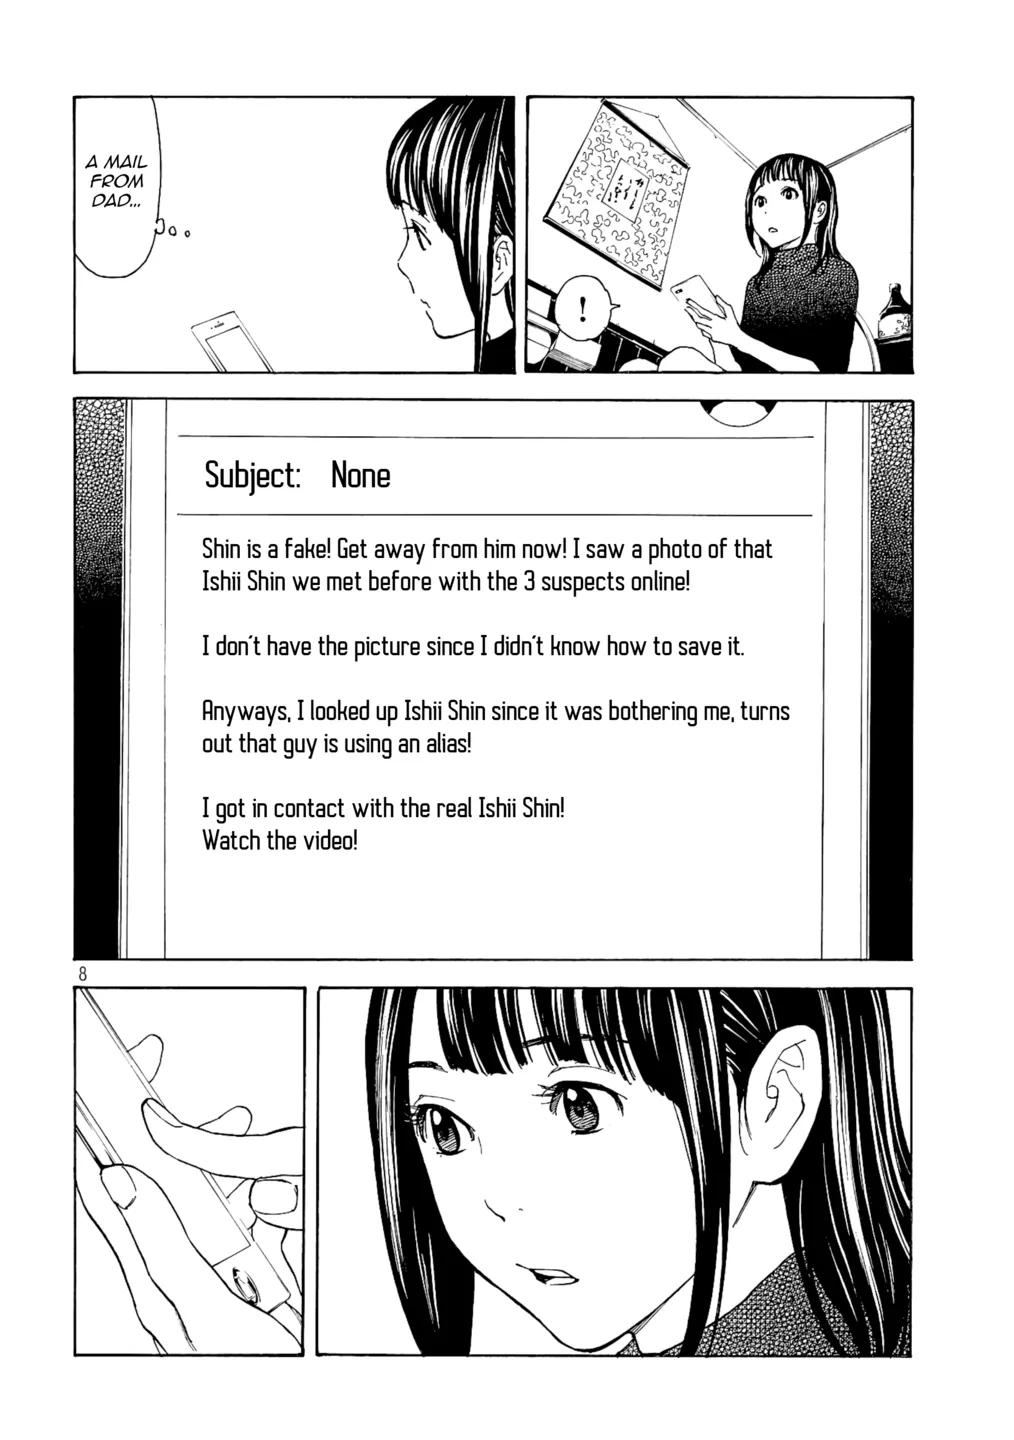 !
A MAIL
FROM
DAD...
Subject: None
Shin is a fake! Get away from him now! I saw a photo of that
Ishii Shin we met before with the 3 suspects online!
I don't have the picture since I didn't know how to save it.
Anyways, I looked up Ishii Shin since it was bothering me, turns
out that guy is using an alias!
I got in contact with the real Ishii Shin!
Watch the video!
8